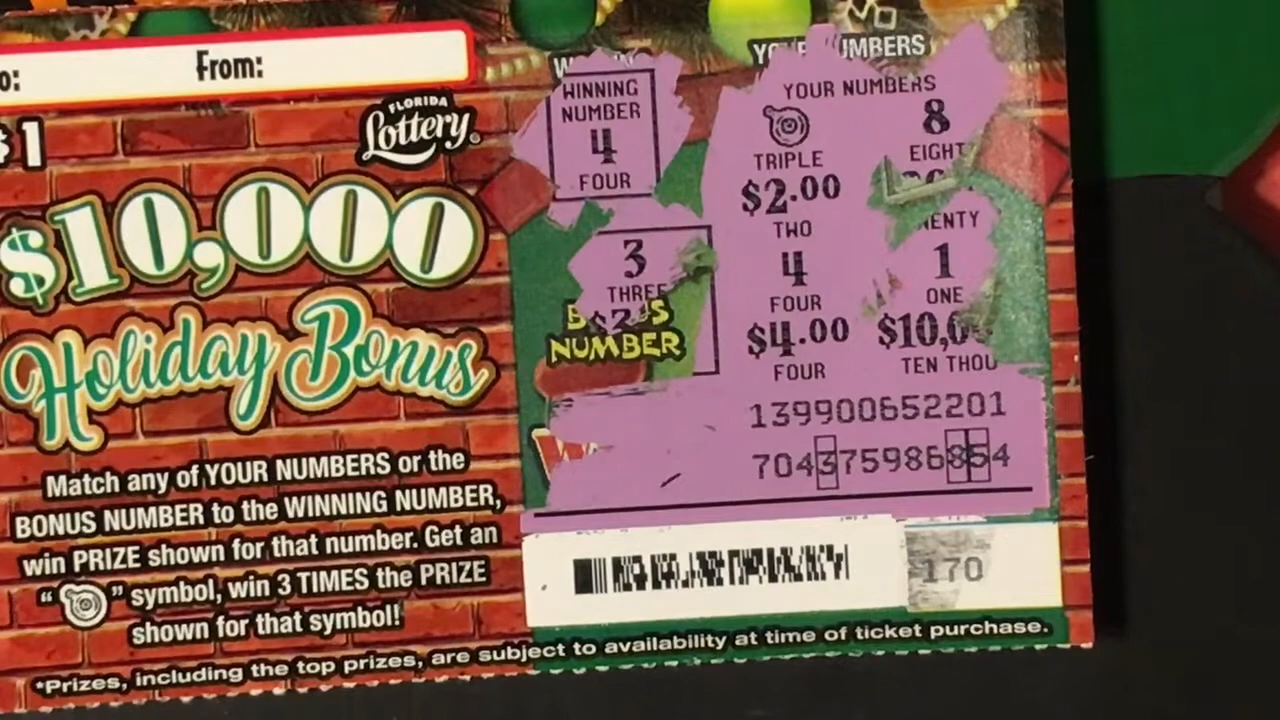 From:
FLORIDA
Lottery
$1
$10,000
Holiday Bonus
Match any of YOUR NUMBERS or the
BONUS NUMBER to the WINNING NUMBER,
win PRIZE shown for that number. Get an
“ ” symbol, win 3 TIMES the PRIZE
shown for that symbol!
*Prizes, including the top prizes, are subject to availability at time of ticket purchase.
WINNING
NUMBER
4
FOUR
3
THREE
NUMBER
YOUR NUMBERS
8
TRIPLE
EIGHT
$2.00
TWO
4
1
FOUR
ONE
$4.00
FOUR
TEN
139900652201
704375986854
170